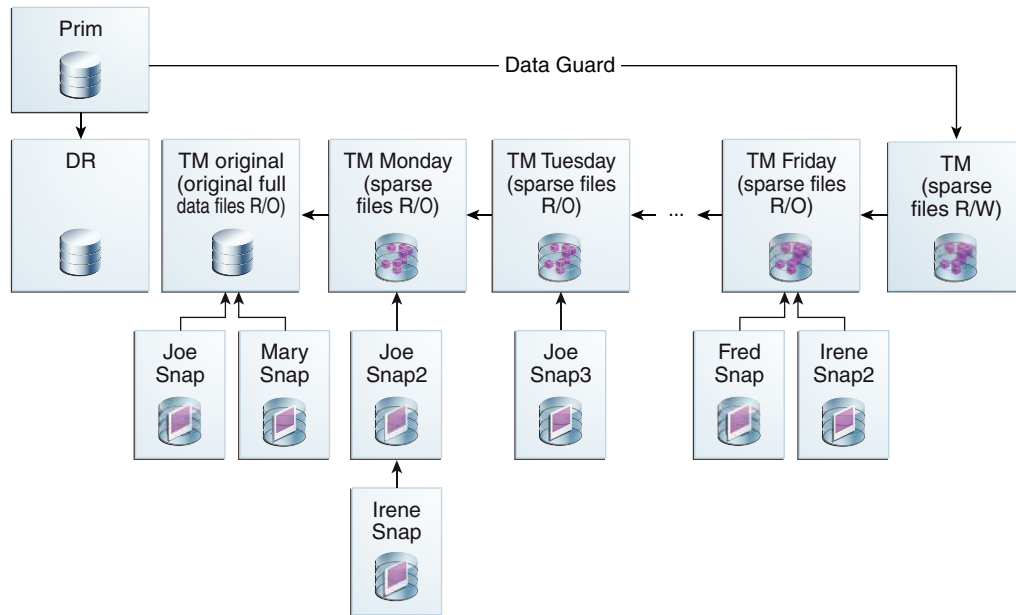 Prim
Data Guard
DR
TM original
(original full
data files R/O)
TM Monday
(sparse
files R/O)
TM Tuesday
(sparse files
R/O)
...
TM Friday
(sparse files
R/O)
TM
(sparse
files R/W)
Joe
Snap
Mary
Snap
Joe
Snap2
Joe
Snap3
Fred
Snap
Irene
Snap2
Irene
Snap